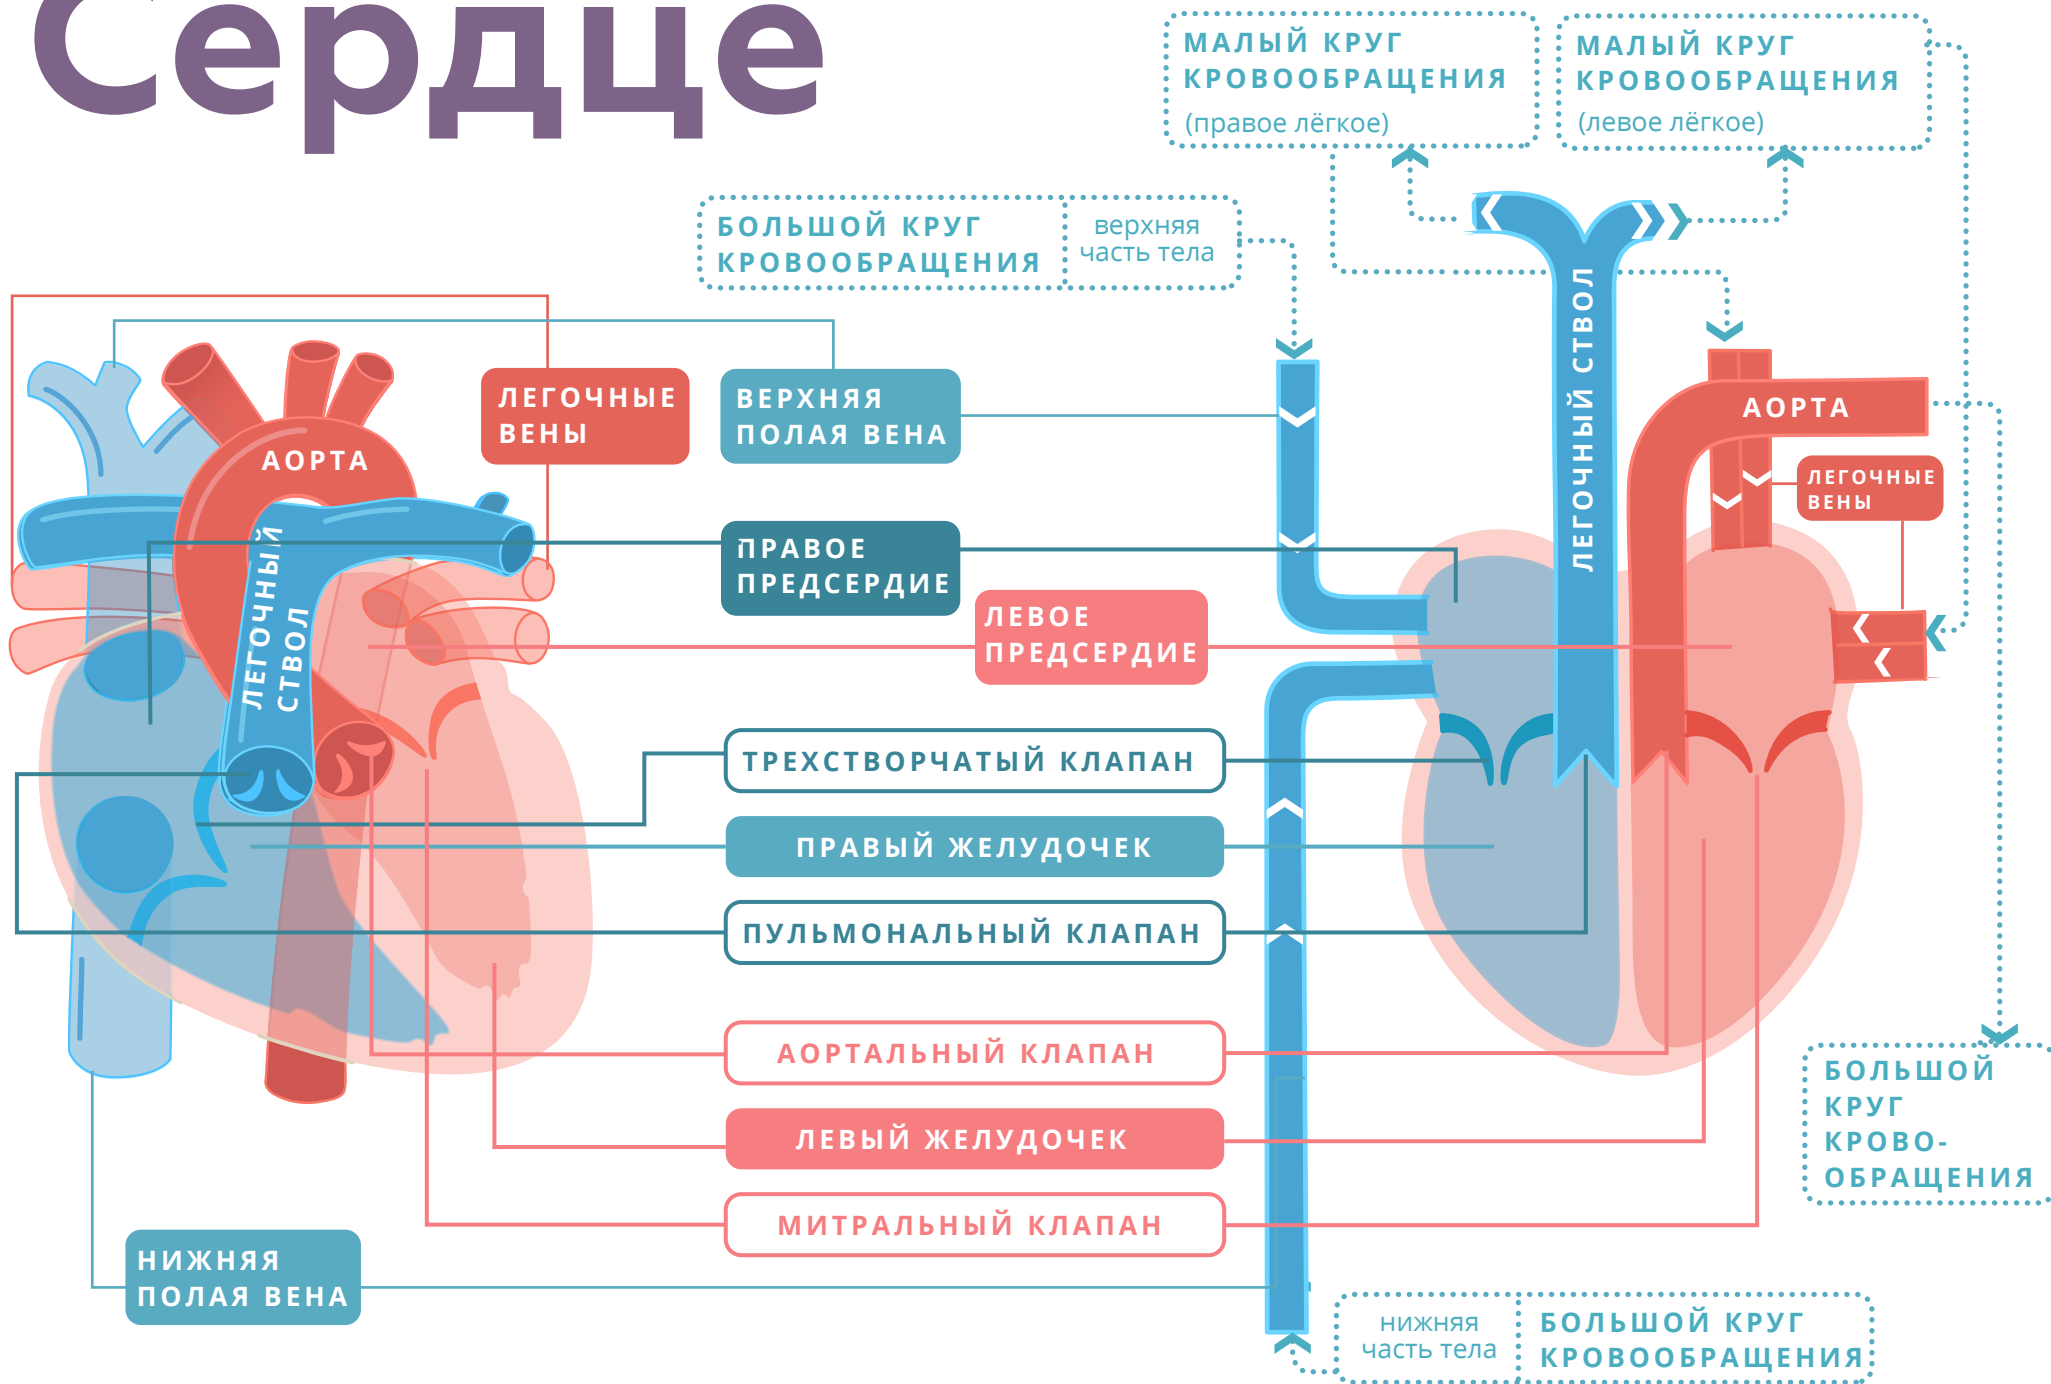 Сердце
МАЛЫЙ КРУГ
КРОВООБРАЩЕНИЯ
(правое лёгкое)
МАЛЫЙ КРУГ
КРОВООБРАЩЕНИЯ
(левое лёгкое)
БОЛЬШОЙ КРУГ
КРОВООБРАЩЕНИЯ
верхняя
часть тела
ЛЕГОЧНЫЕ
ВЕНЫ
ВЕРХНЯЯ
ПОЛАЯ ВЕНА
АОРТА
ЛЕГОЧНЫЙ
СТВОЛ
ЛЕГОЧНЫЙ СТВОЛ
АОРТА
ЛЕГОЧНЫЕ
ВЕНЫ
ПРАВОЕ
ПРЕДСЕРДИЕ
ЛЕВОЕ
ПРЕДСЕРДИЕ
ТРЕХСТВОРЧАТЫЙ КЛАПАН
ПРАВЫЙ ЖЕЛУДОЧЕК
ПУЛЬМОНАЛЬНЫЙ КЛАПАН
АОРТАЛЬНЫЙ КЛАПАН
ЛЕВЫЙ ЖЕЛУДОЧЕК
МИТРАЛЬНЫЙ КЛАПАН
БОЛЬШОЙ
КРУГ
КРОВО-
ОБРАЩЕНИЯ
НИЖНЯЯ
ПОЛАЯ ВЕНА
нижняя
часть тела
БОЛЬШОЙ КРУГ
КРОВООБРАЩЕНИЯ